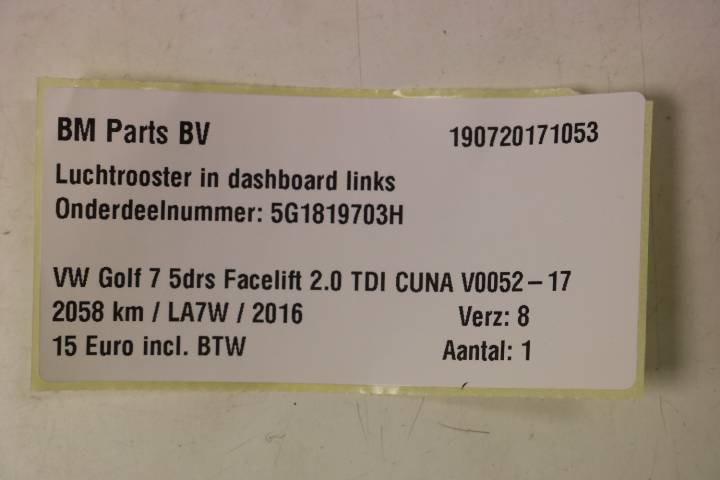 BM Parts BV 190720171053
Luchtrooster in dashboard links
Onderdeelnummer: 5G1819703H
VW Golf 7 5drs Facelift 2.0 TDI CUNA V0052-17
2058 km / LA7W / 2016 Verz: 8
15 Euro incl. BTW Aantal: 1